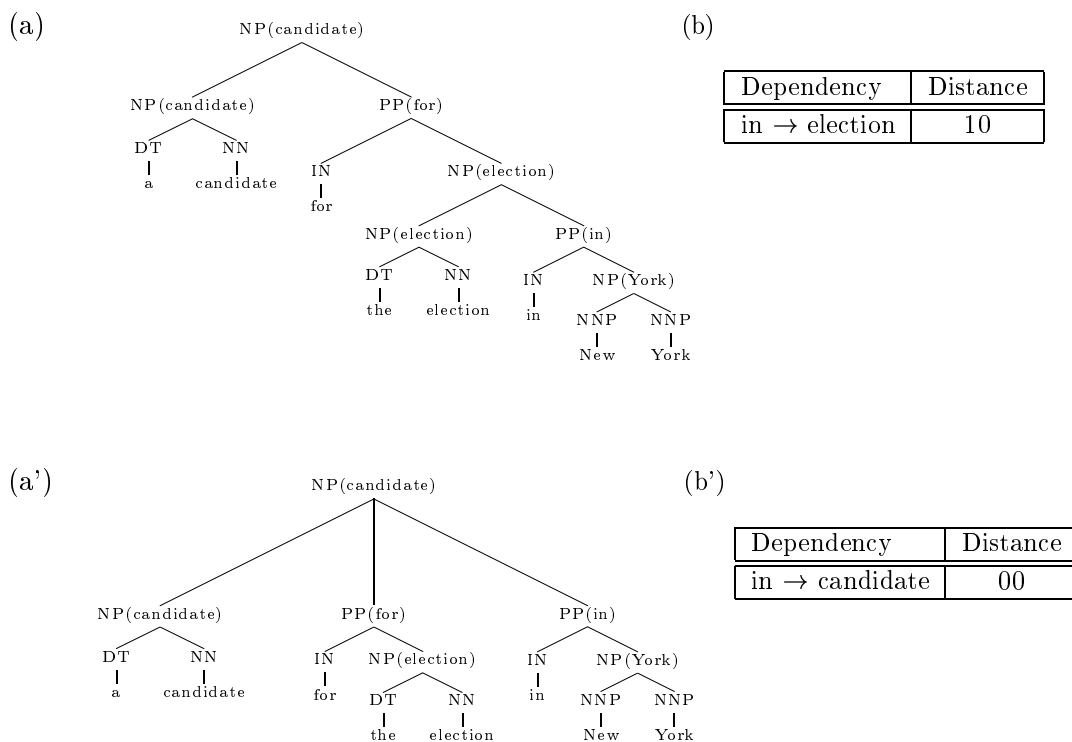 (a)
NP(candidate)
NP(candidate) PP(for)
DT NN IN NP(election)
a candidate for
NP(election) PP(in)
DT NN IN NP(York)
the election in NNP NNP
New York
(b)
Dependency Distance
in → election 10
(a')
NP(candidate)
NP(candidate) PP(for) PP(in)
DT NN IN NP(election) IN NP(York)
a candidate for DT NN in NNP NNP
the election New York
(b')
Dependency Distance
in → candidate 00